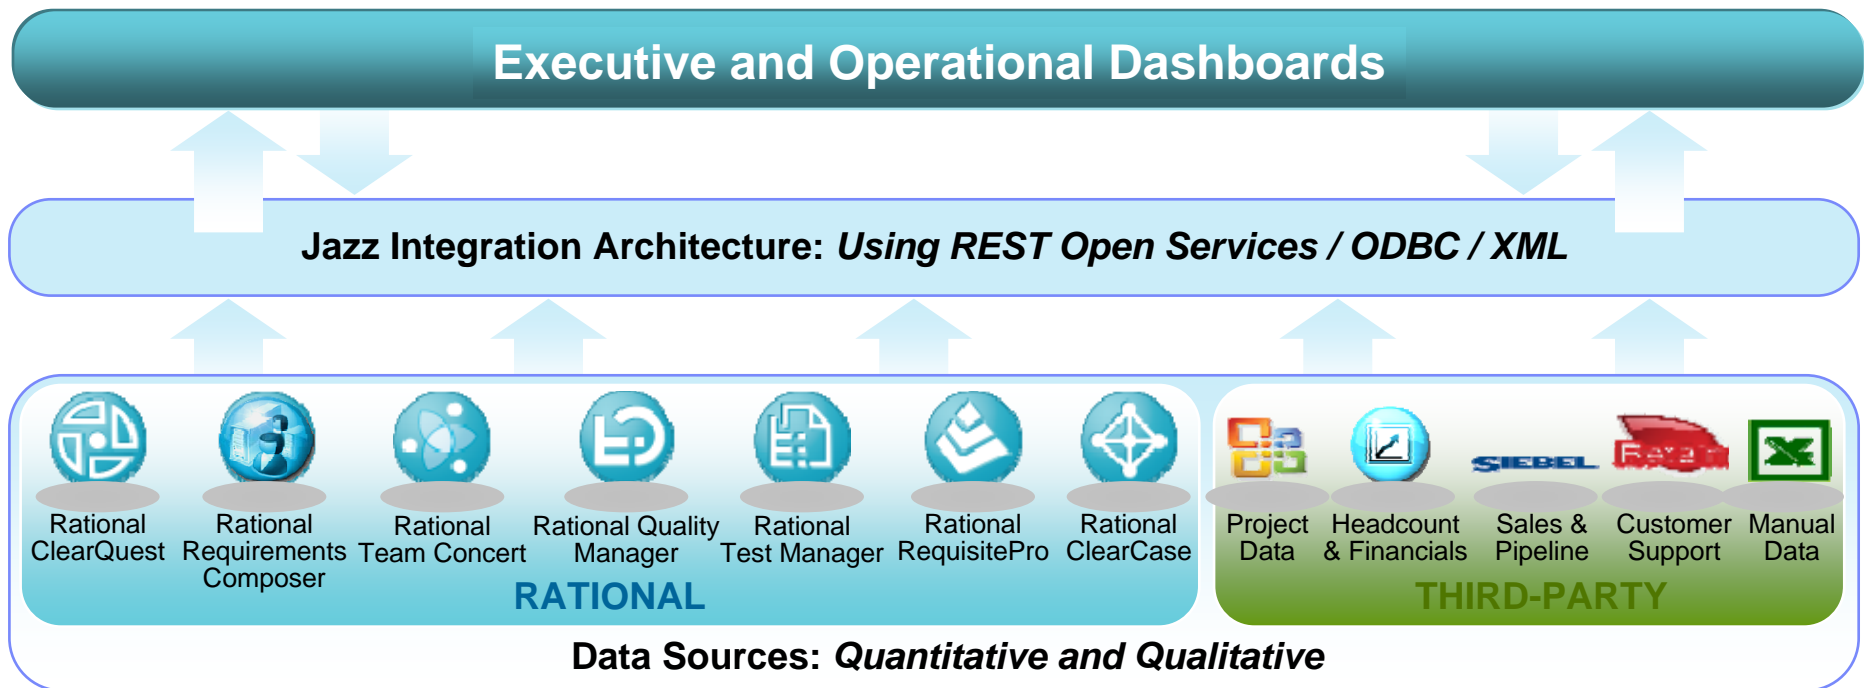 Executive and Operational Dashboards
Jazz Integration Architecture: Using REST Open Services / ODBC / XML
SIEBEL
Rational
ClearQuest
Rational
Requirements
Composer
Rational
Team Concert
Rational Quality
Manager
Rational
Test Manager
Rational
RequisitePro
Rational
ClearCase
Project
Data
Headcount
& Financials
Sales &
Pipeline
Customer
Support
Manual
Data
RATIONAL
THIRD-PARTY
Data Sources: Quantitative and Qualitative